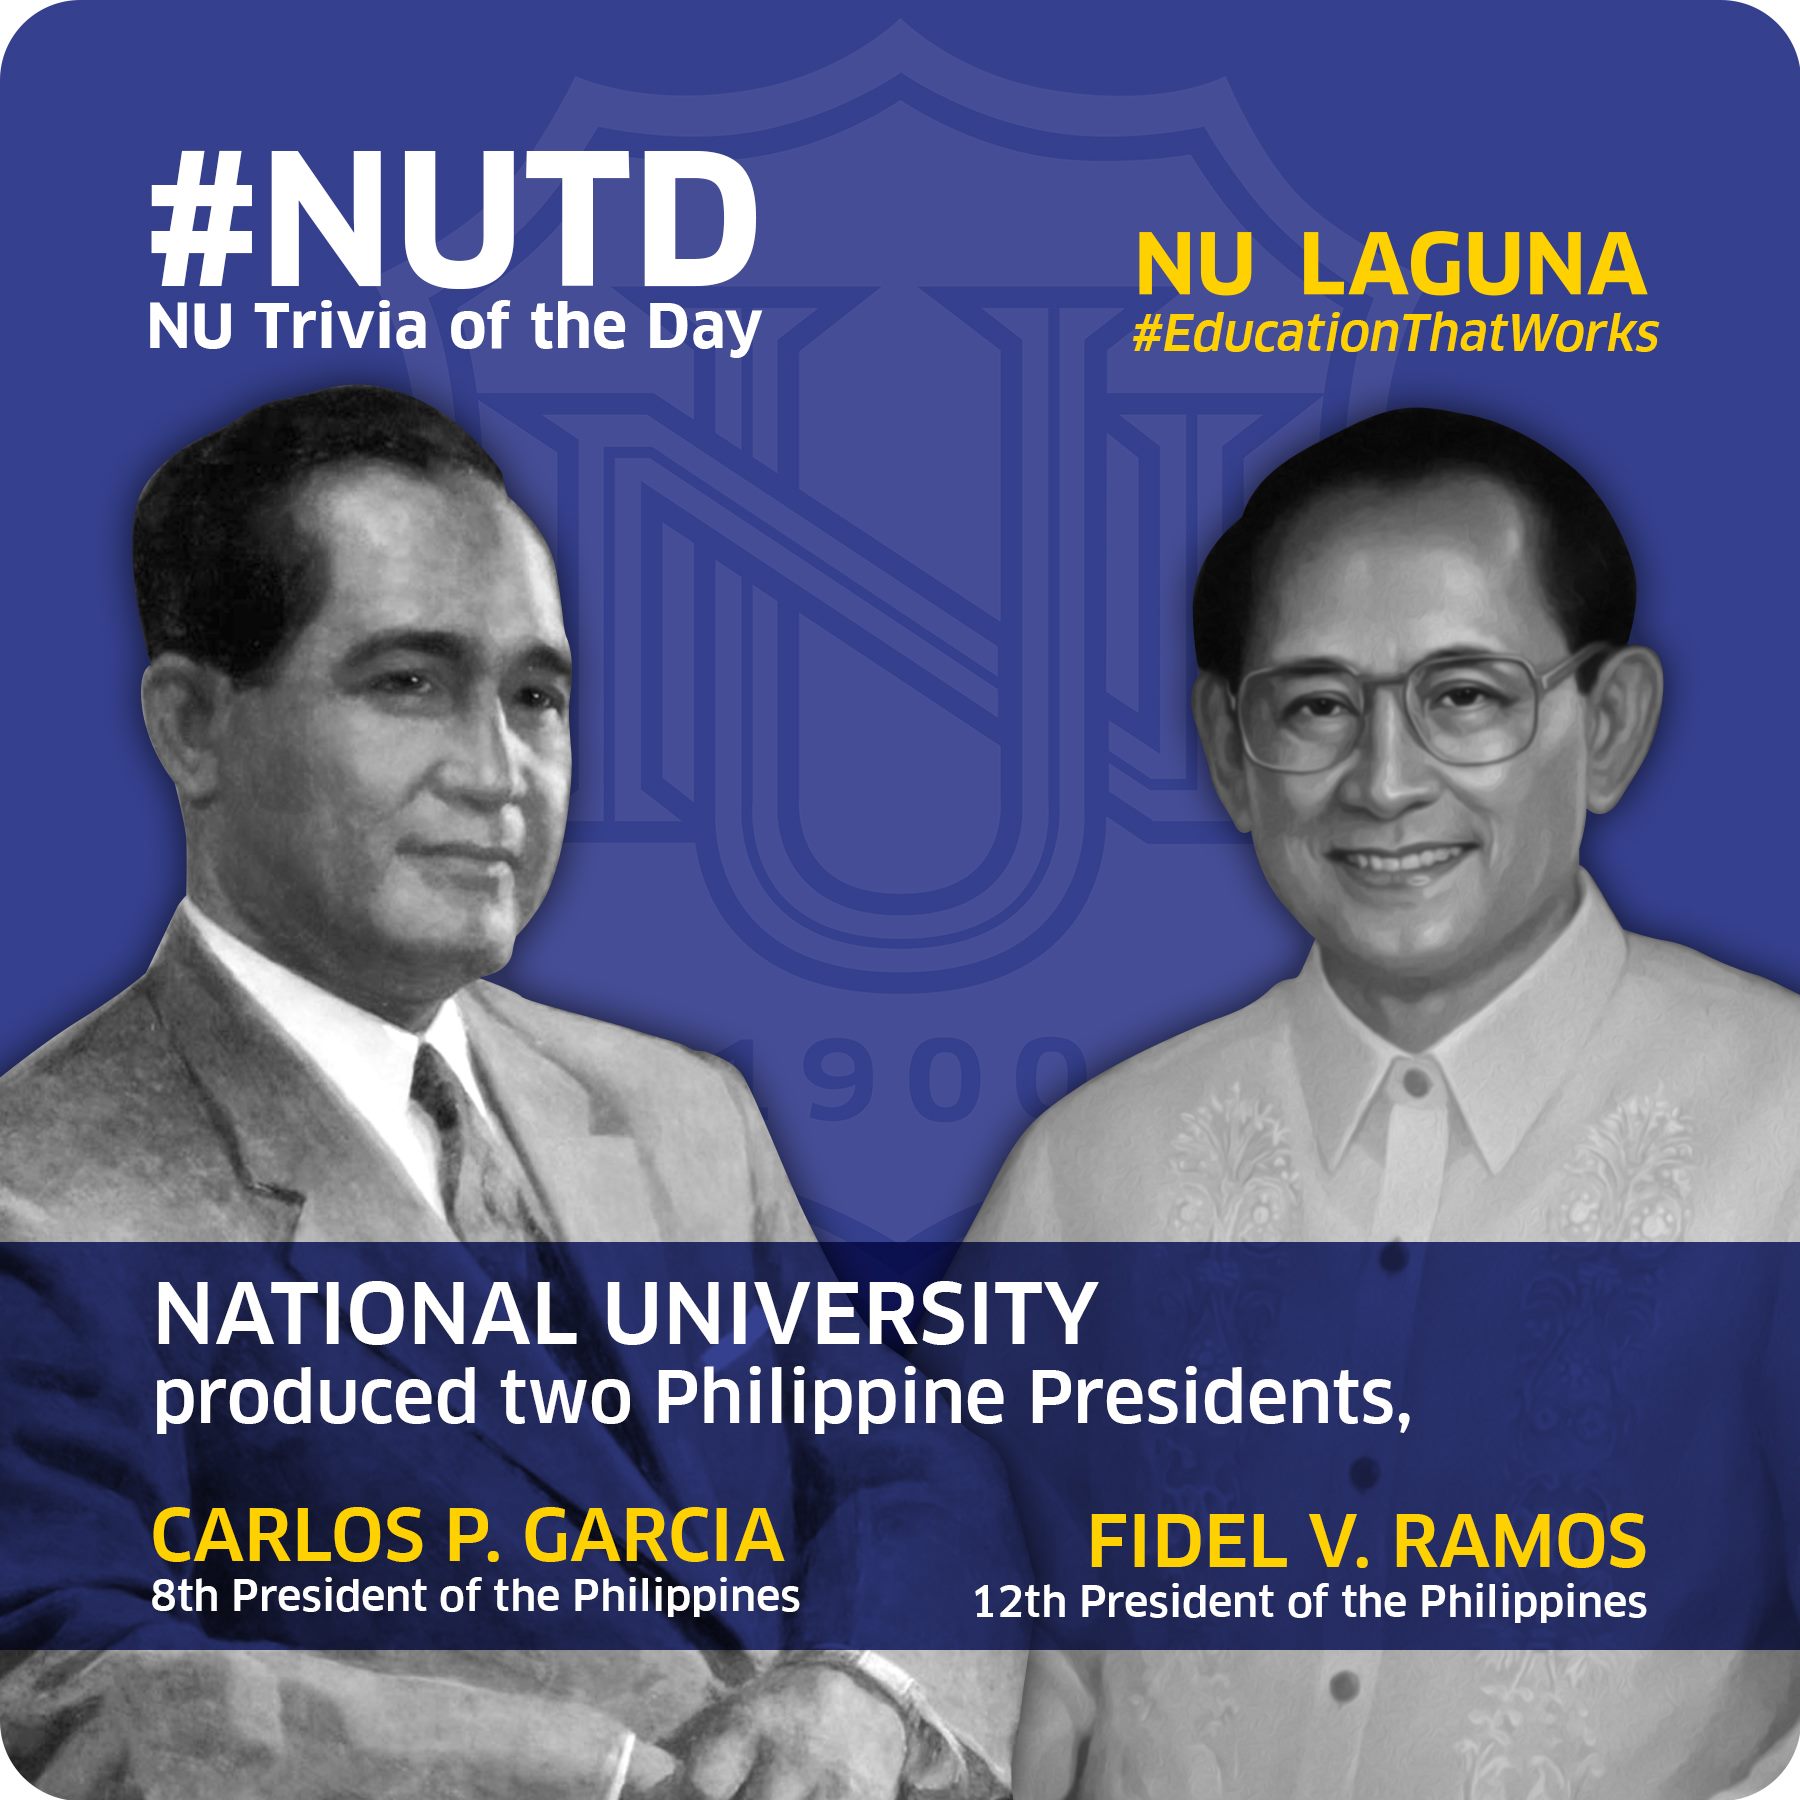 #NUTD
NU Trivia of the Day
NU LAGUNA
#EducationThatWorks
NU
1900
NATIONAL UNIVERSITY
produced two Philippine Presidents,
CARLOS P. GARCIA
8th President of the Philippines
FIDEL V. RAMOS
12th President of the Philippines